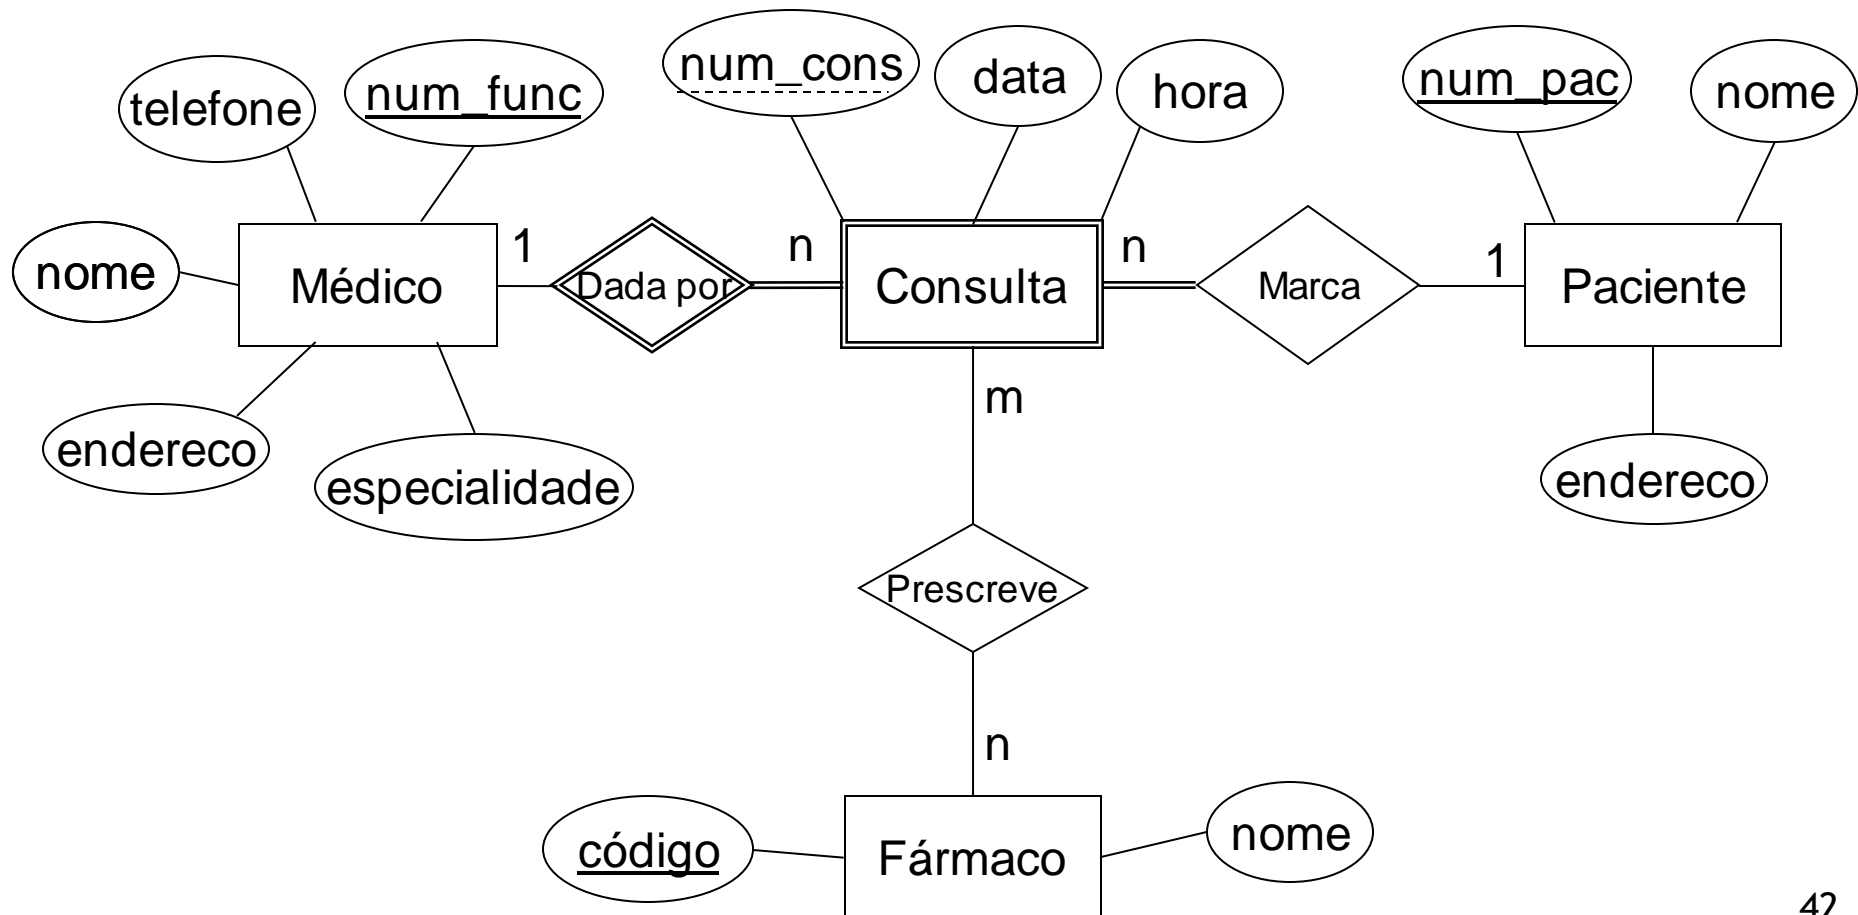 num_cons
data
hora
num_pac
nome
telefone
num_func
nome
Médico
1
Dada por
n
Consulta
n
Marca
1
Paciente
endereco
especialidade
m
endereco
Prescreve
n
código
Fármaco
nome
42